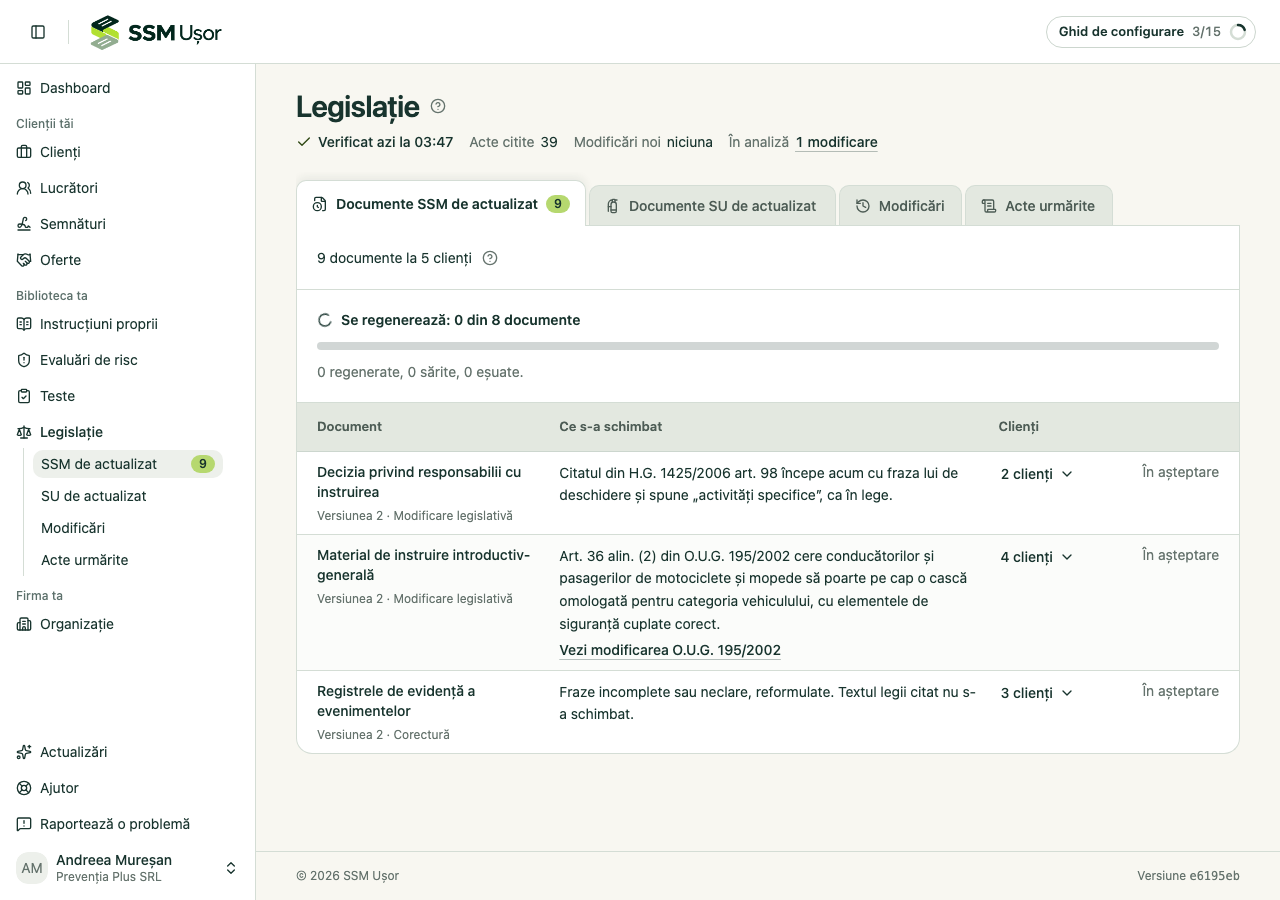 SSM Ușor
Ghid de configurare 3/15
Dashboard
Clienții tăi
Clienți
Lucrători
Semnături
Oferte
Biblioteca ta
Instrucțiuni proprii
Evaluări de risc
Teste
Legislație
SSM de actualizat 9
SU de actualizat
Modificări
Acte urmărite
Firma ta
Organizație
Actualizări
Ajutor
Raportează o problemă
AM
Andreea Mureșan
Prevenția Plus SRL
Legislație
Verificat azi la 03:47 Acte citite 39 Modificări noi niciuna În analiză 1 modificare
Documente SSM de actualizat 9
Documente SU de actualizat
Modificări
Acte urmărite
9 documente la 5 clienți
Se regenerează: 0 din 8 documente
0 regenerate, 0 sărite, 0 eșuate.
Document Ce s-a schimbat Clienți
Decizia privind responsabilii cu
instruirea
Versiunea 2 · Modificare legislativă
Citatul din H.G. 1425/2006 art. 98 începe acum cu fraza lui de
deschidere și spune „activități specifice”, ca în lege.
2 clienți
În așteptare
Material de instruire introductiv-
generală
Versiunea 2 · Modificare legislativă
Art. 36 alin. (2) din O.U.G. 195/2002 cere conducătorilor și
pasagerilor de motociclete și mopede să poarte pe cap o cască
omologată pentru categoria vehiculului, cu elementele de
siguranță cuplate corect.
Vezi modificarea O.U.G. 195/2002
4 clienți
În așteptare
Registrele de evidență a
evenimentelor
Versiunea 2 · Corectură
Fraze incomplete sau neclare, reformulate. Textul legii citat nu s-
a schimbat.
3 clienți
În așteptare
© 2026 SSM Ușor
Versiune e6195eb